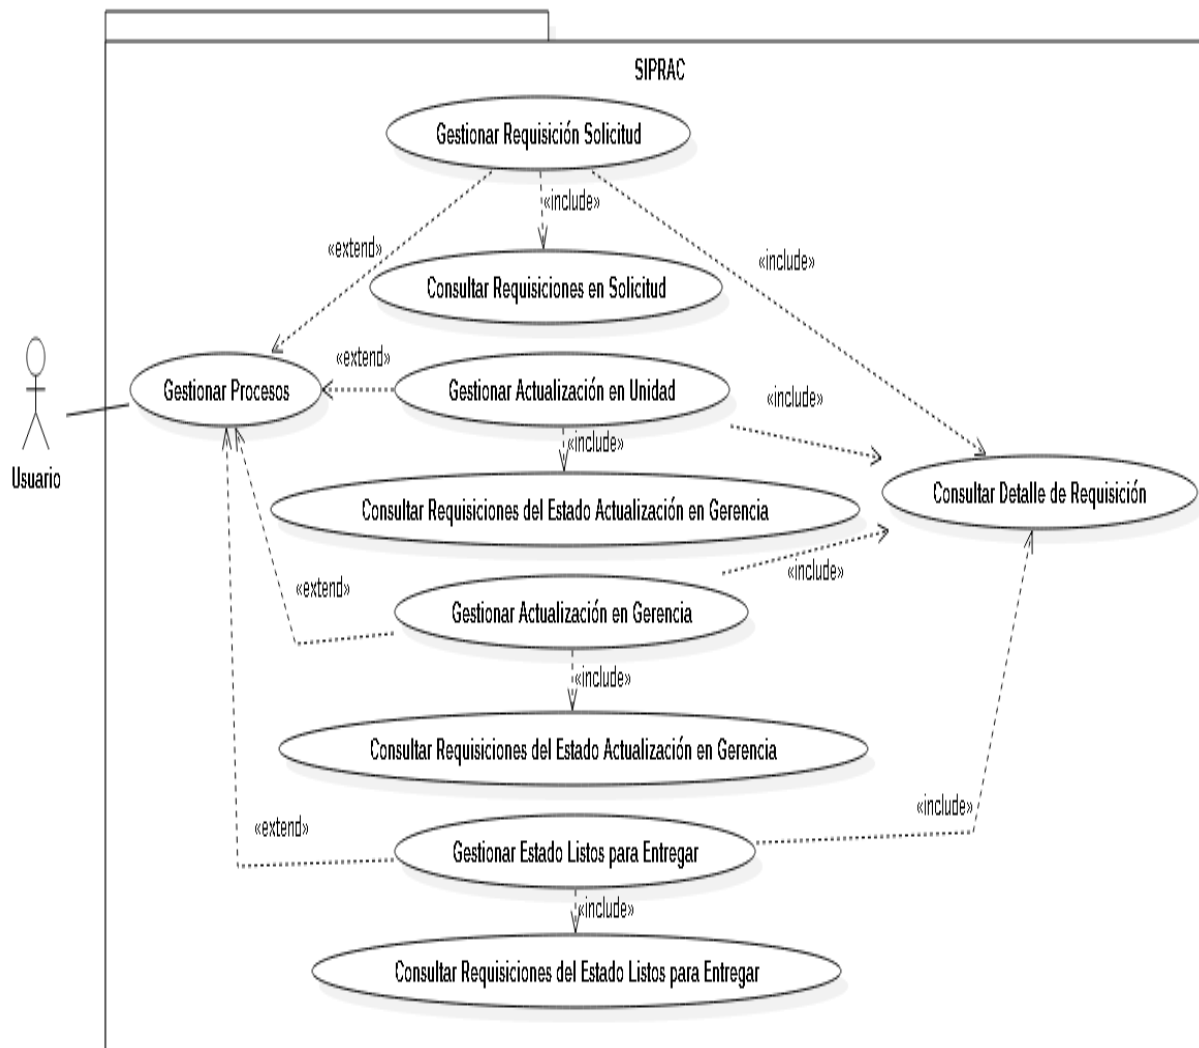 SIPRAC
Gestionar Requisición Solicitud
«include»
«extend»
«include»
Consultar Requisiciones en Solicitud
«extend»
Gestionar Procesos
Gestionar Actualización en Unidad
«include»
«include»
Usuario
Consultar Detalle de Requisición
Consultar Requisiciones del Estado Actualización en Gerencia
«include»
«extend»
Gestionar Actualización en Gerencia
«include»
Consultar Requisiciones del Estado Actualización en Gerencia
«include»
«extend»
Gestionar Estado Listos para Entregar
«include»
Consultar Requisiciones del Estado Listos para Entregar